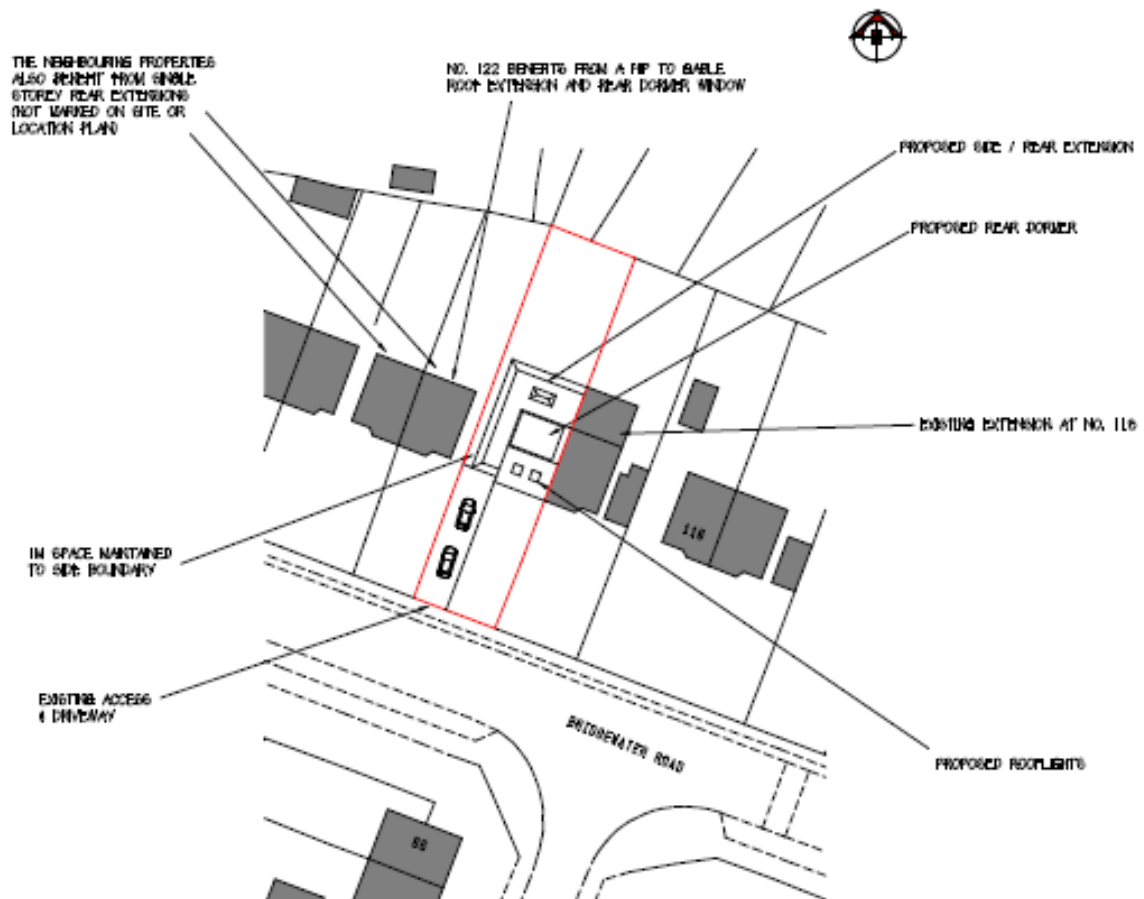 THE NEIGHBOURING PROPERTIES
ALSO BENEFIT FROM SINGLE
STOREY REAR EXTENSIONS
(NOT MARKED ON SITE OR
LOCATION PLAN)
NO. 122 BENEFITS FROM A HIP TO GABLE
ROOF EXTENSION AND REAR DORMER WINDOW
PROPOSED SIDE / REAR EXTENSION
PROPOSED REAR DORMER
EXISTING EXTENSION AT NO. 118
116
1M SPACE MAINTAINED
TO SIDE BOUNDARY
EXISTING ACCESS
& DRIVEWAY
BRIDGEWATER ROAD
PROPOSED ROOFLIGHTS